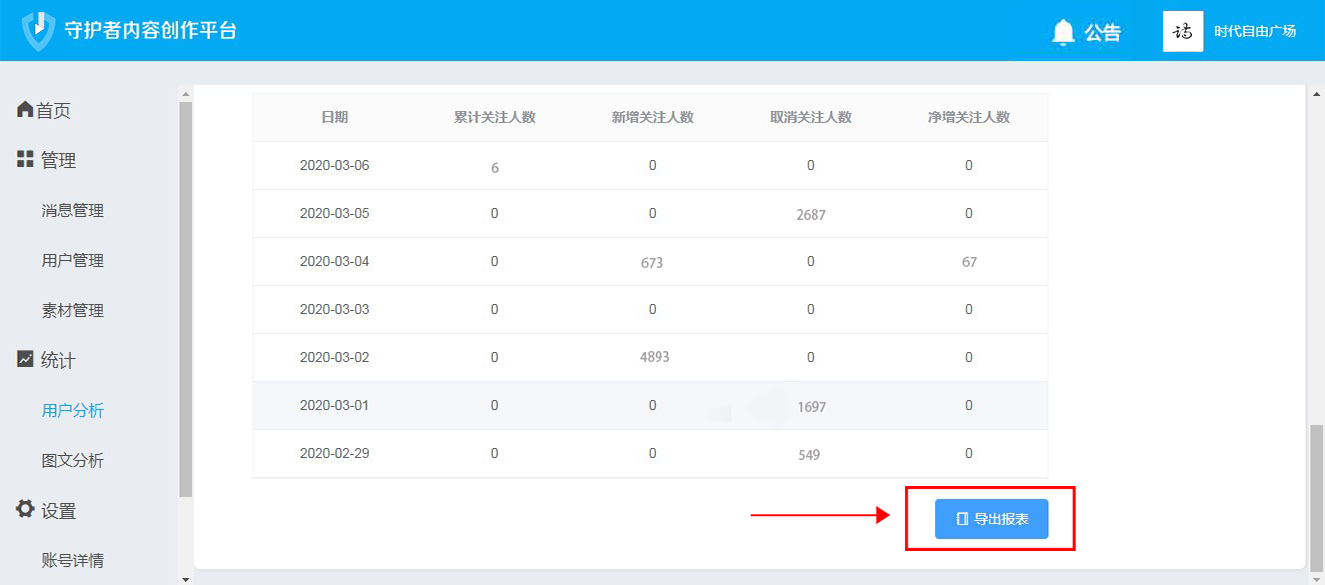 守护者内容创作平台
公告
时代自由广场
首页
管理
消息管理
用户管理
素材管理
统计
用户分析
图文分析
设置
账号详情
日期 累计关注人数 新增关注人数 取消关注人数 净增关注人数
2020-03-06 6 0 0 0
2020-03-05 0 0 2687 0
2020-03-04 0 673 0 67
2020-03-03 0 0 0 0
2020-03-02 0 4893 0 0
2020-03-01 0 0 1697 0
2020-02-29 0 0 549 0
导出报表